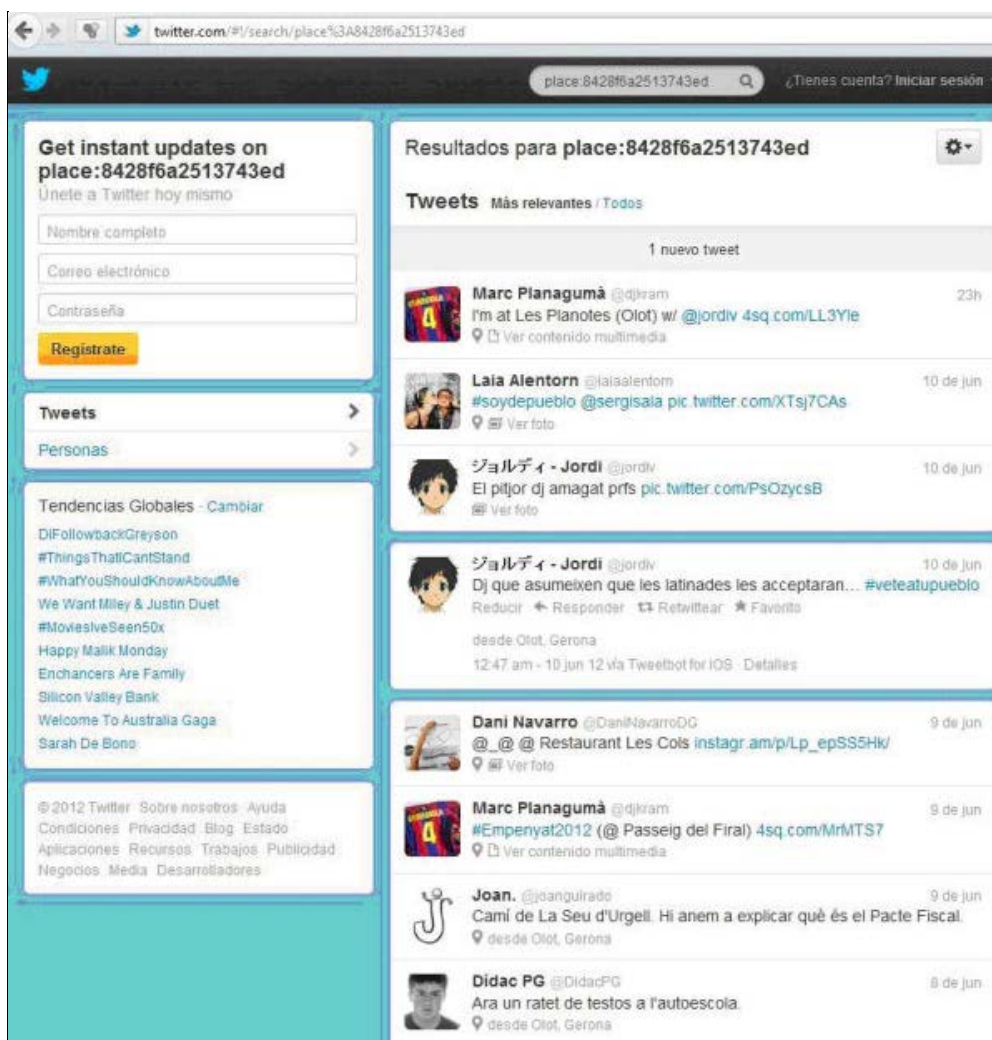 twitter.com/#!/search/place%3A8428f6a2513743ed
place:8428f6a2513743ed
¿Tienes cuenta? Iniciar sesión
Get instant updates on
place:8428f6a2513743ed
Únete a Twitter hoy mismo
Nombre completo
Correo electrónico
Contraseña
Regístrate
Tweets
Personas
Tendencias Globales · Cambiar
DiFollowbackGreyson
#ThingsThatICantStand
#WhatYouShouldKnowAboutMe
We Want Miley & Justin Duet
#MoviesIveSeen50x
Happy Malik Monday
Enchancers Are Family
Silicon Valley Bank
Welcome To Australia Gaga
Sarah De Bono
© 2012 Twitter Sobre nosotros Ayuda
Condiciones Privacidad Blog Estado
Aplicaciones Recursos Trabajos Publicidad
Negocios Media Desarrolladores
Resultados para place:8428f6a2513743ed
Tweets Más relevantes / Todos
1 nuevo tweet
Marc Planagumà @djkram 23h
I'm at Les Planotes (Olot) w/ @jordiv 4sq.com/LL3Yle
Ver contenido multimedia
Laia Alentorn @laiaalentorn 10 de jun
#soydepueblo @sergisala pic.twitter.com/XTsj7CAs
Ver foto
ジョルディ - Jordi @jordiv 10 de jun
El pitjor dj amagat prfs pic.twitter.com/PsOzycsB
Ver foto
ジョルディ - Jordi @jordiv 10 de jun
Dj que asumeixen que les latinades les acceptaran... #veteatupueblo
Reducir Responder Retwittear Favorito
desde Olot, Gerona
12:47 am - 10 jun 12 vía Tweetbot for iOS · Detalles
Dani Navarro @DaniNavarroDG 9 de jun
@_@ @ Restaurant Les Cols instagr.am/p/Lp_epSS5Hk/
Ver foto
Marc Planagumà @djkram 9 de jun
#Empenyat2012 (@ Passeig del Firal) 4sq.com/MrMTS7
Ver contenido multimedia
Joan. @joanguirado 9 de jun
Camí de La Seu d'Urgell. Hi anem a explicar què és el Pacte Fiscal.
desde Olot, Gerona
Dídac PG @DidacPG 8 de jun
Ara un ratet de testos a l'autoescola.
desde Olot, Gerona